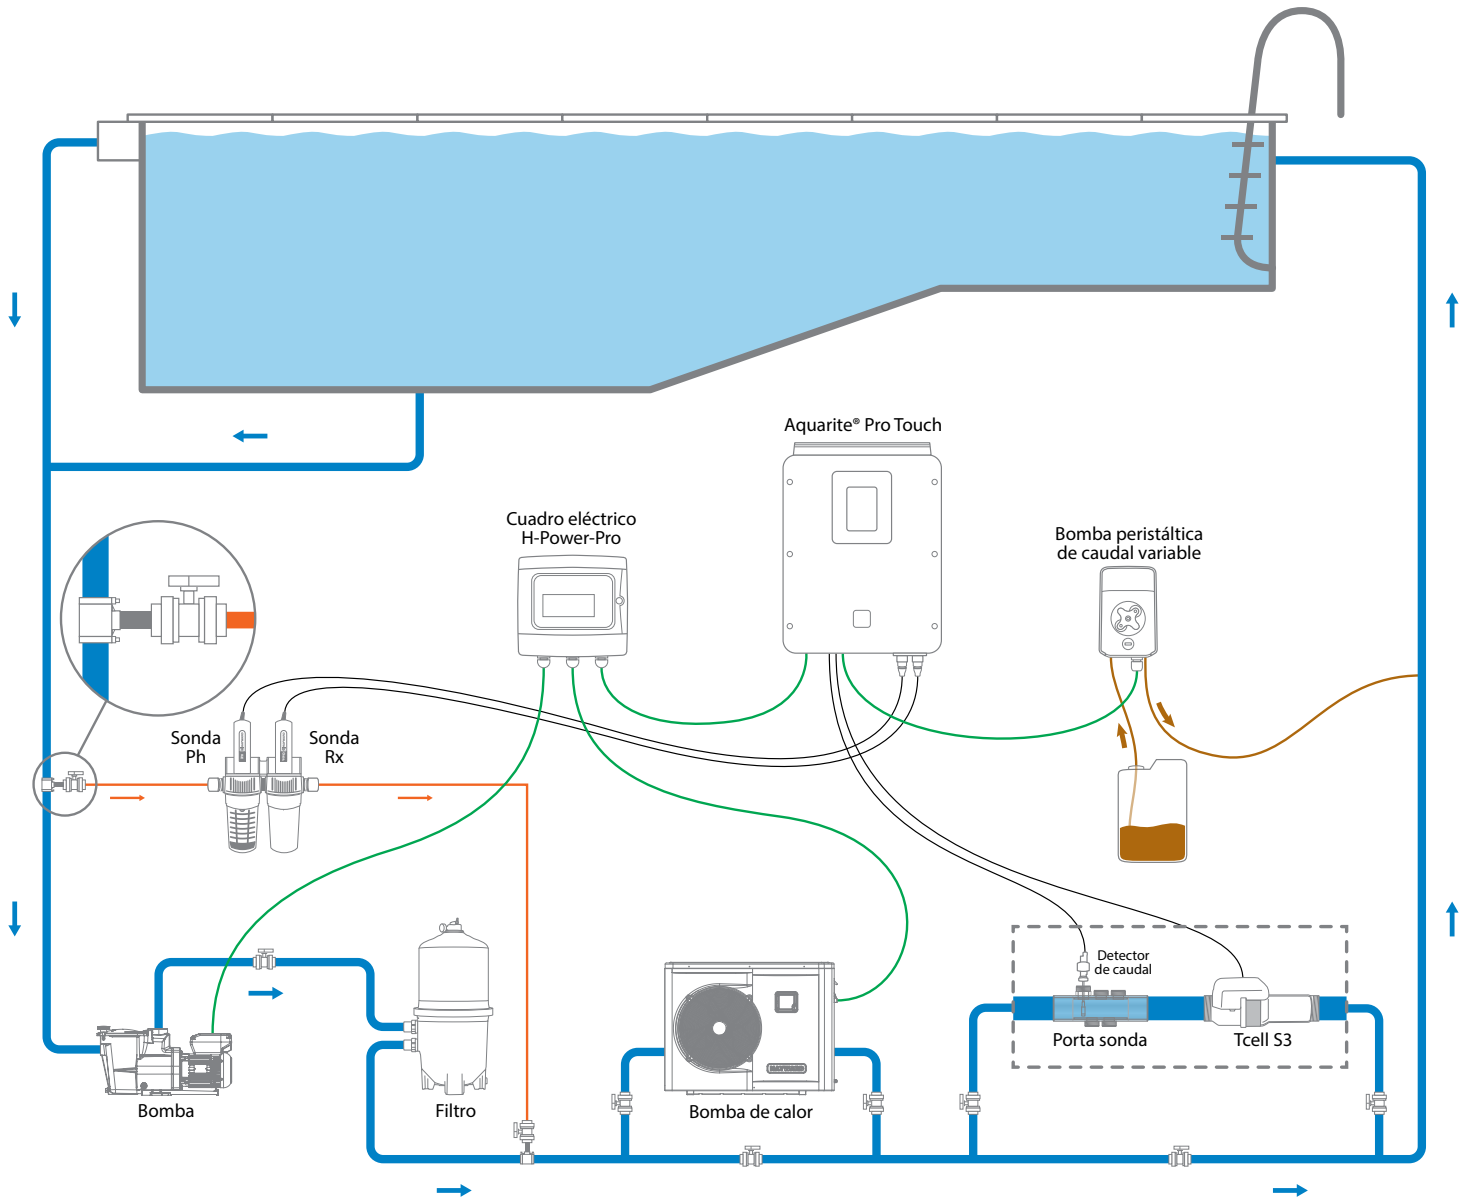 Aquarite® Pro Touch
Cuadro eléctrico
H-Power-Pro
Bomba peristáltica
de caudal variable
Sonda
Ph
Sonda
Rx
Detector
de caudal
Porta sonda
Tcell S3
Bomba
Filtro
HAYWARD
Bomba de calor